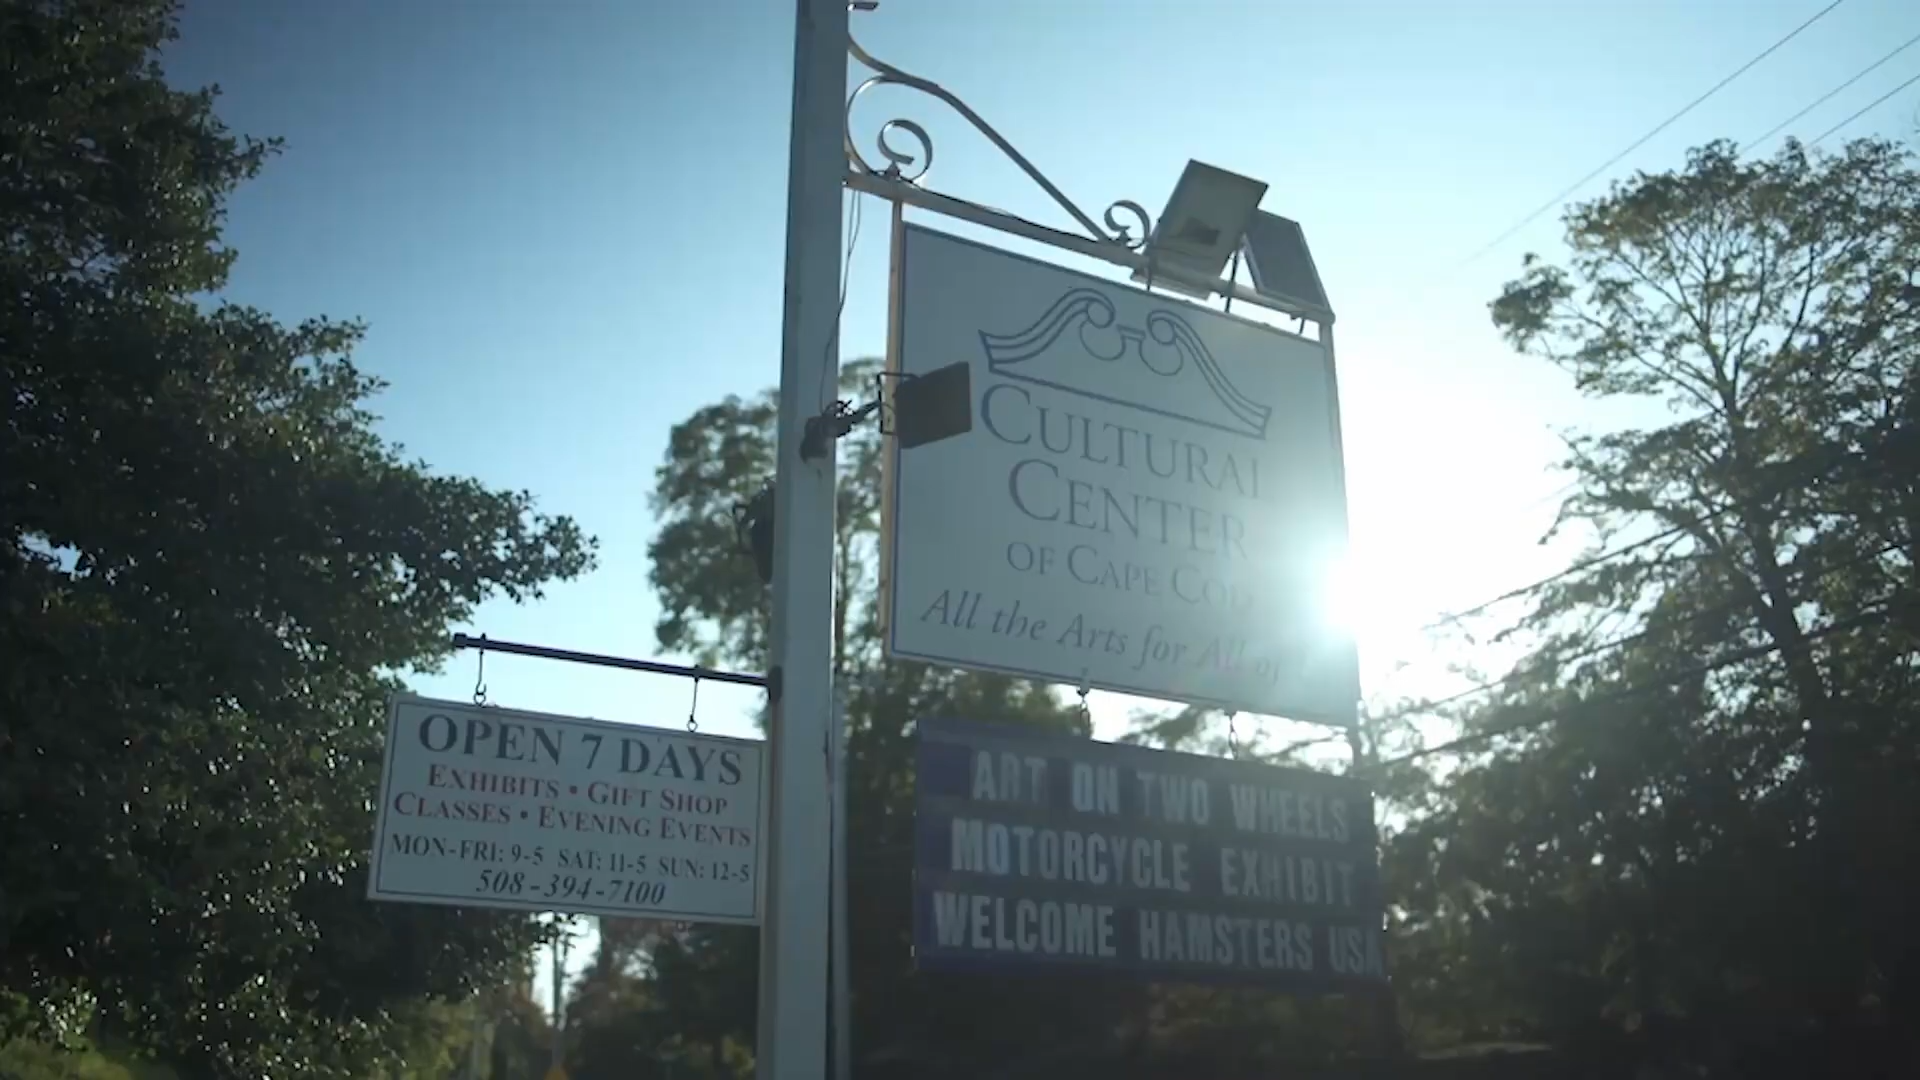 CULTURAL
CENTER
OF CAPE COD
All the Arts for All of
OPEN 7 DAYS
EXHIBITS • GIFT SHOP
CLASSES • EVENING EVENTS
MON-FRI: 9-5 SAT: 11-5 SUN: 12-5
508-394-7100
ART ON TWO WHEELS
MOTORCYCLE EXHIBIT
WELCOME HAMSTERS USA